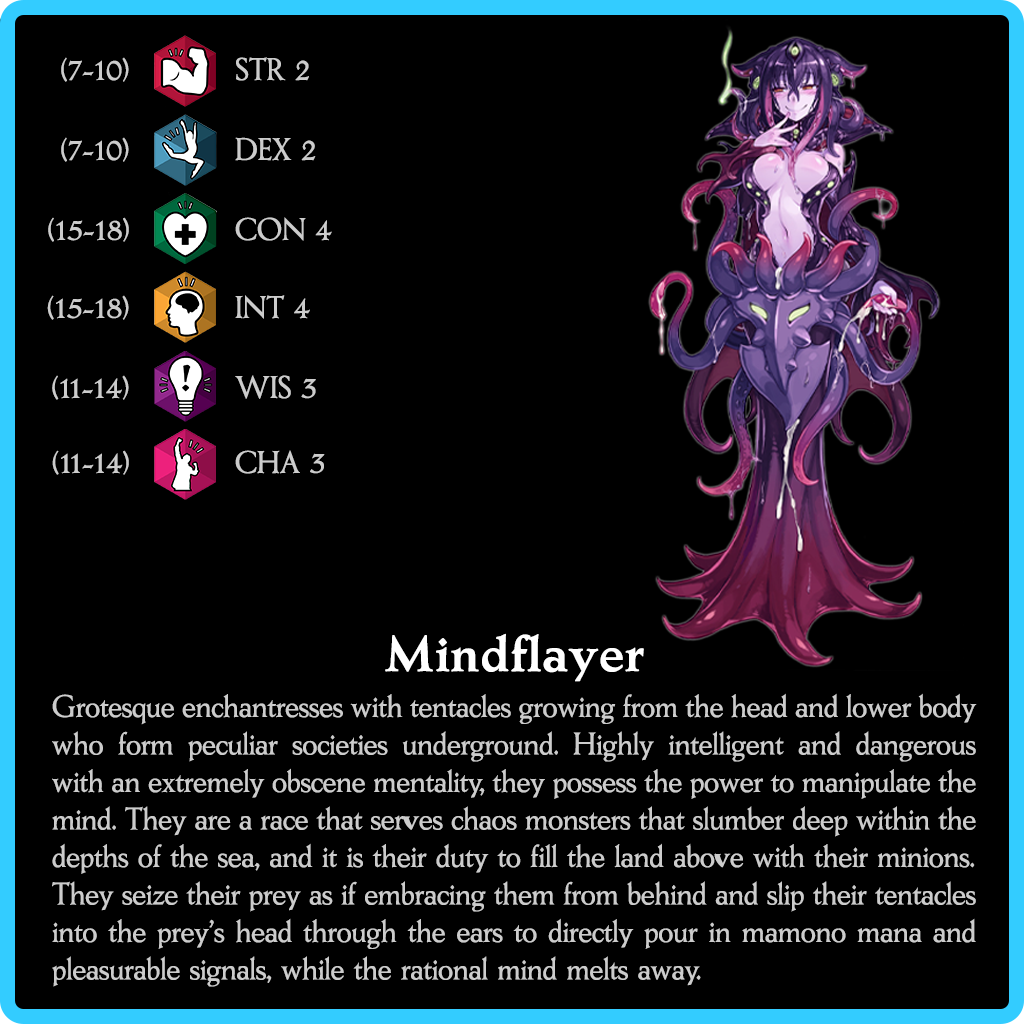 (7-10) STR 2
(7-10) DEX 2
(15-18) CON 4
(15-18) INT 4
(11-14) WIS 3
(11-14) CHA 3
Mindflayer
Grotesque enchantresses with tentacles growing from the head and lower body
who form peculiar societies underground. Highly intelligent and dangerous
with an extremely obscene mentality, they possess the power to manipulate the
mind. They are a race that serves chaos monsters that slumber deep within the
depths of the sea, and it is their duty to fill the land above with their minions.
They seize their prey as if embracing them from behind and slip their tentacles
into the prey's head through the ears to directly pour in mamono mana and
pleasurable signals, while the rational mind melts away.